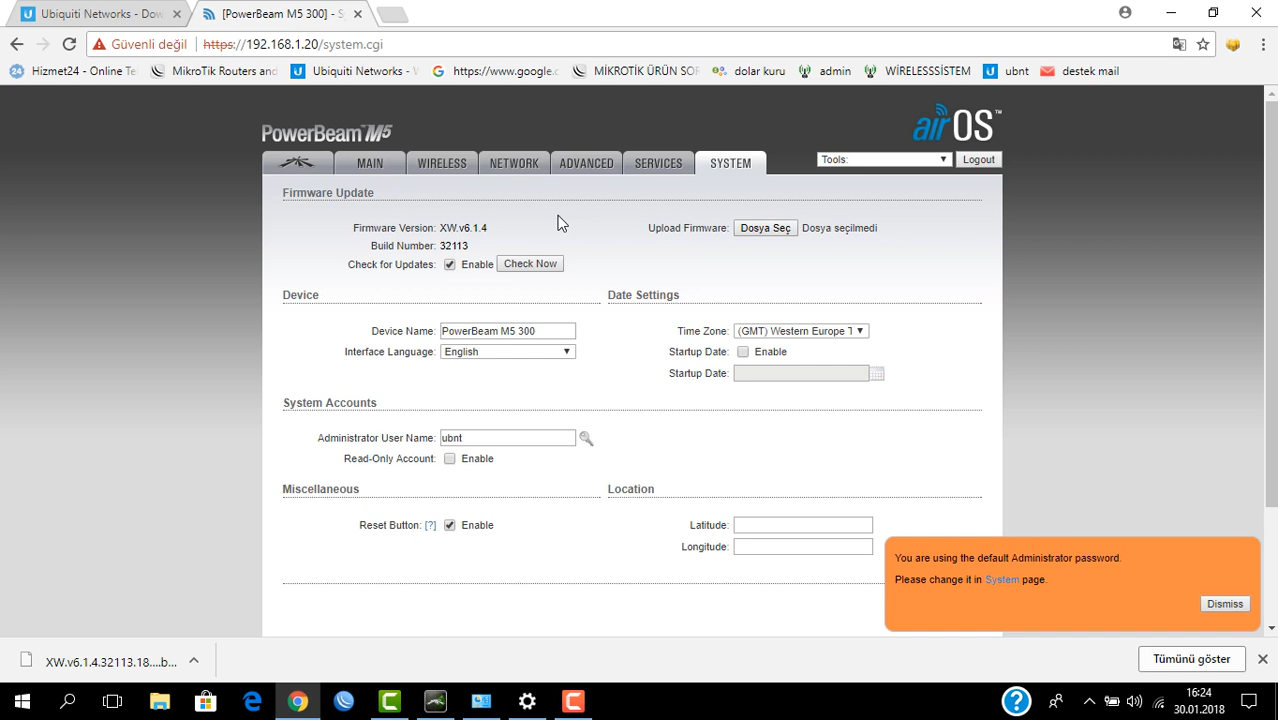 Ubiquiti Networks - Dow
[PowerBeam M5 300] - S
Güvenli değil https://192.168.1.20/system.cgi
Hizmet24 - Online Te
MikroTik Routers and
Ubiquiti Networks - W
https://www.google.c
MİKROTİK ÜRÜN SOR
dolar kuru
admin
WİRELESSSİSTEM
ubnt
destek mail
PowerBeam M5
airOS™
MAIN WIRELESS NETWORK ADVANCED SERVICES SYSTEM
Tools: Logout
Firmware Update
Firmware Version: XW.v6.1.4
Upload Firmware: Dosya Seç Dosya seçilmedi
Build Number: 32113
Check for Updates: Enable Check Now
Device
Date Settings
Device Name: PowerBeam M5 300
Time Zone: (GMT) Western Europe T
Interface Language: English
Startup Date: Enable
Startup Date:
System Accounts
Administrator User Name: ubnt
Read-Only Account: Enable
Miscellaneous
Location
Reset Button: [?] Enable
Latitude:
Longitude:
You are using the default Administrator password.
Please change it in System page.
Dismiss
XW.v6.1.4.32113.18....b...
Tümünü göster
16:24
30.01.2018